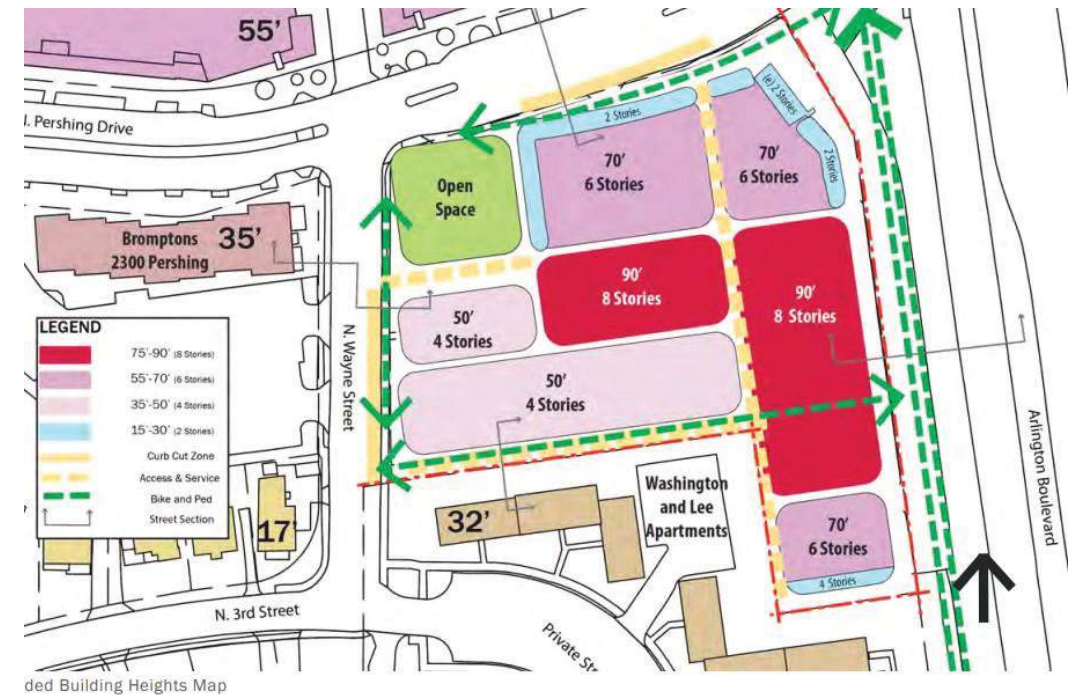 55'
l. Pershing Drive
2 Stories
(e) 2 Stories
2 Stories
70'
6 Stories
70'
6 Stories
Open
Space
Bromptons
2300 Pershing
35'
90'
8 Stories
90'
8 Stories
50'
4 Stories
50'
4 Stories
LEGEND
75'-90' (8 Stories)
55'-70' (6 Stories)
35'-50' (4 Stories)
15'-30' (2 Stories)
Curb Cut Zone
Access & Service
Bike and Ped
Street Section
N. Wayne Street
Arlington Boulevard
17'
32'
Washington
and Lee
Apartments
70'
6 Stories
4 Stories
N. 3rd Street
Private Str
ded Building Heights Map